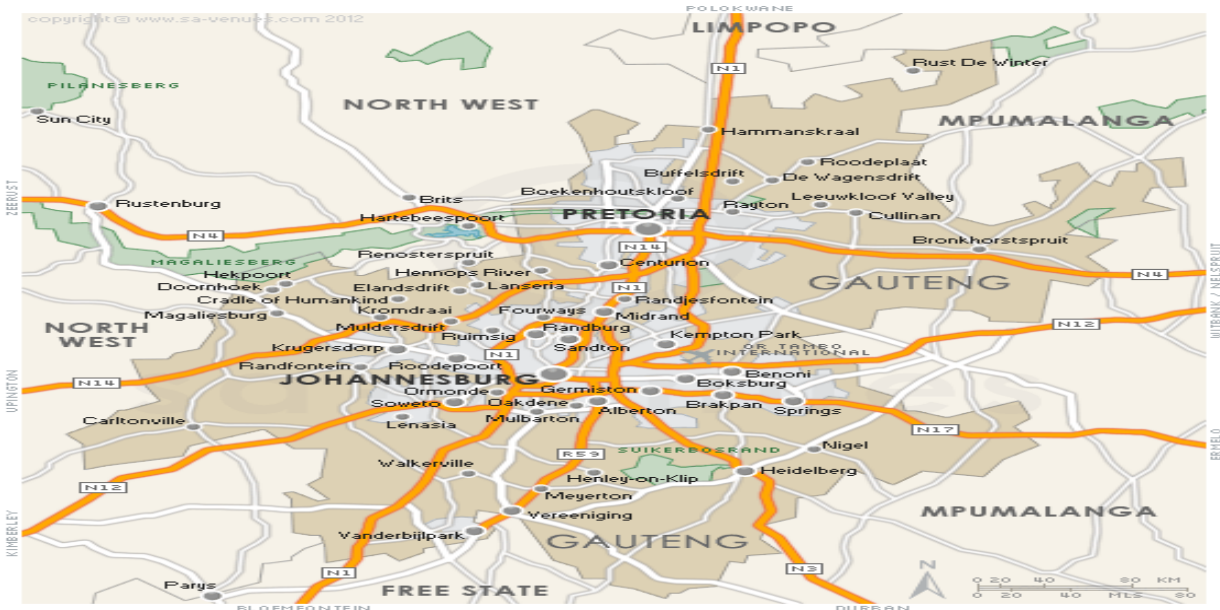 POLOKWANE
copyright @ www.sa-venues.com 2012
LIMPOPO
Rust De Winter
N1
PILANESBERG
NORTH WEST
Sun City
MPUMALANGA
Hammanskraal
Roodeplaat
Buffelsdrift
De Wagensdrift
ZEERUST
Boekenhoutskloof
Leeuwkloof Valley
Brits
Rustenburg
Rayton
Hartebeespoort
PRETORIA
Cullinan
N4
N14
Bronkhorstspruit
Renosterspruit
MAGALIESBERG
Centurion
Hekpoort
Hennops River
N4
WITBANK / NELSPRUIT
Doornhoek
Elandsdrift
Lanseria
N1
GAUTENG
Cradle of Humankind
Randjesfontein
Magaliesburg
Kromdraai
Fourways
Midrand
NORTH
WEST
Muldersdrift
Randburg
N12
Ruimsig
Kempton Park
Sandton
OR TAMBO
INTERNATIONAL
Krugersdorp
N1
Randfontein
Roodepoort
Benoni
UPINGTON
N14
JOHANNESBURG
Boksburg
Ormonde
Germiston
Soweto
Oakdene
Alberton
Brakpan
Springs
Carltonville
Lenasia
Mulbarton
N17
ERMELO
SUIKERBOSRAND
Nigel
R59
Walkerville
Heidelberg
Henley-on-Klip
N12
Meyerton
KIMBERLEY
Vereeniging
MPUMALANGA
Vanderbijlpark
GAUTENG
N1
N3
N
Parys
FREE STATE
0 20 40 80 KM
0 40 MLS 80
BLOEMFONTEIN
DURBAN